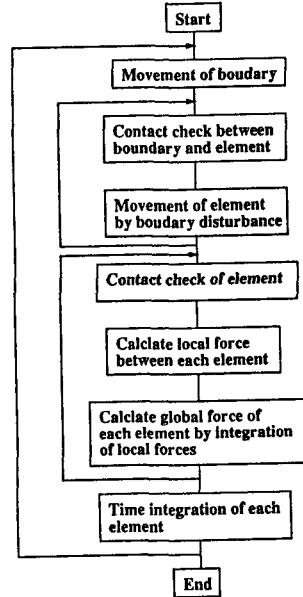 Start
Movement of boudary
Contact check between
boundary and element
Movement of element
by boudary disturbance
Contact check of element
Calclate local force
between each element
Calclate global force of
each element by integration
of local forces
Time integration of each
element
End